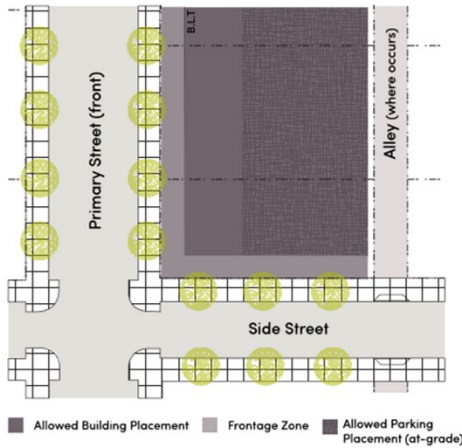 B.L.T
Primary Street (front)
Alley (where occurs)
Side Street
Allowed Building Placement
Frontage Zone
Allowed Parking
Placement (at-grade)